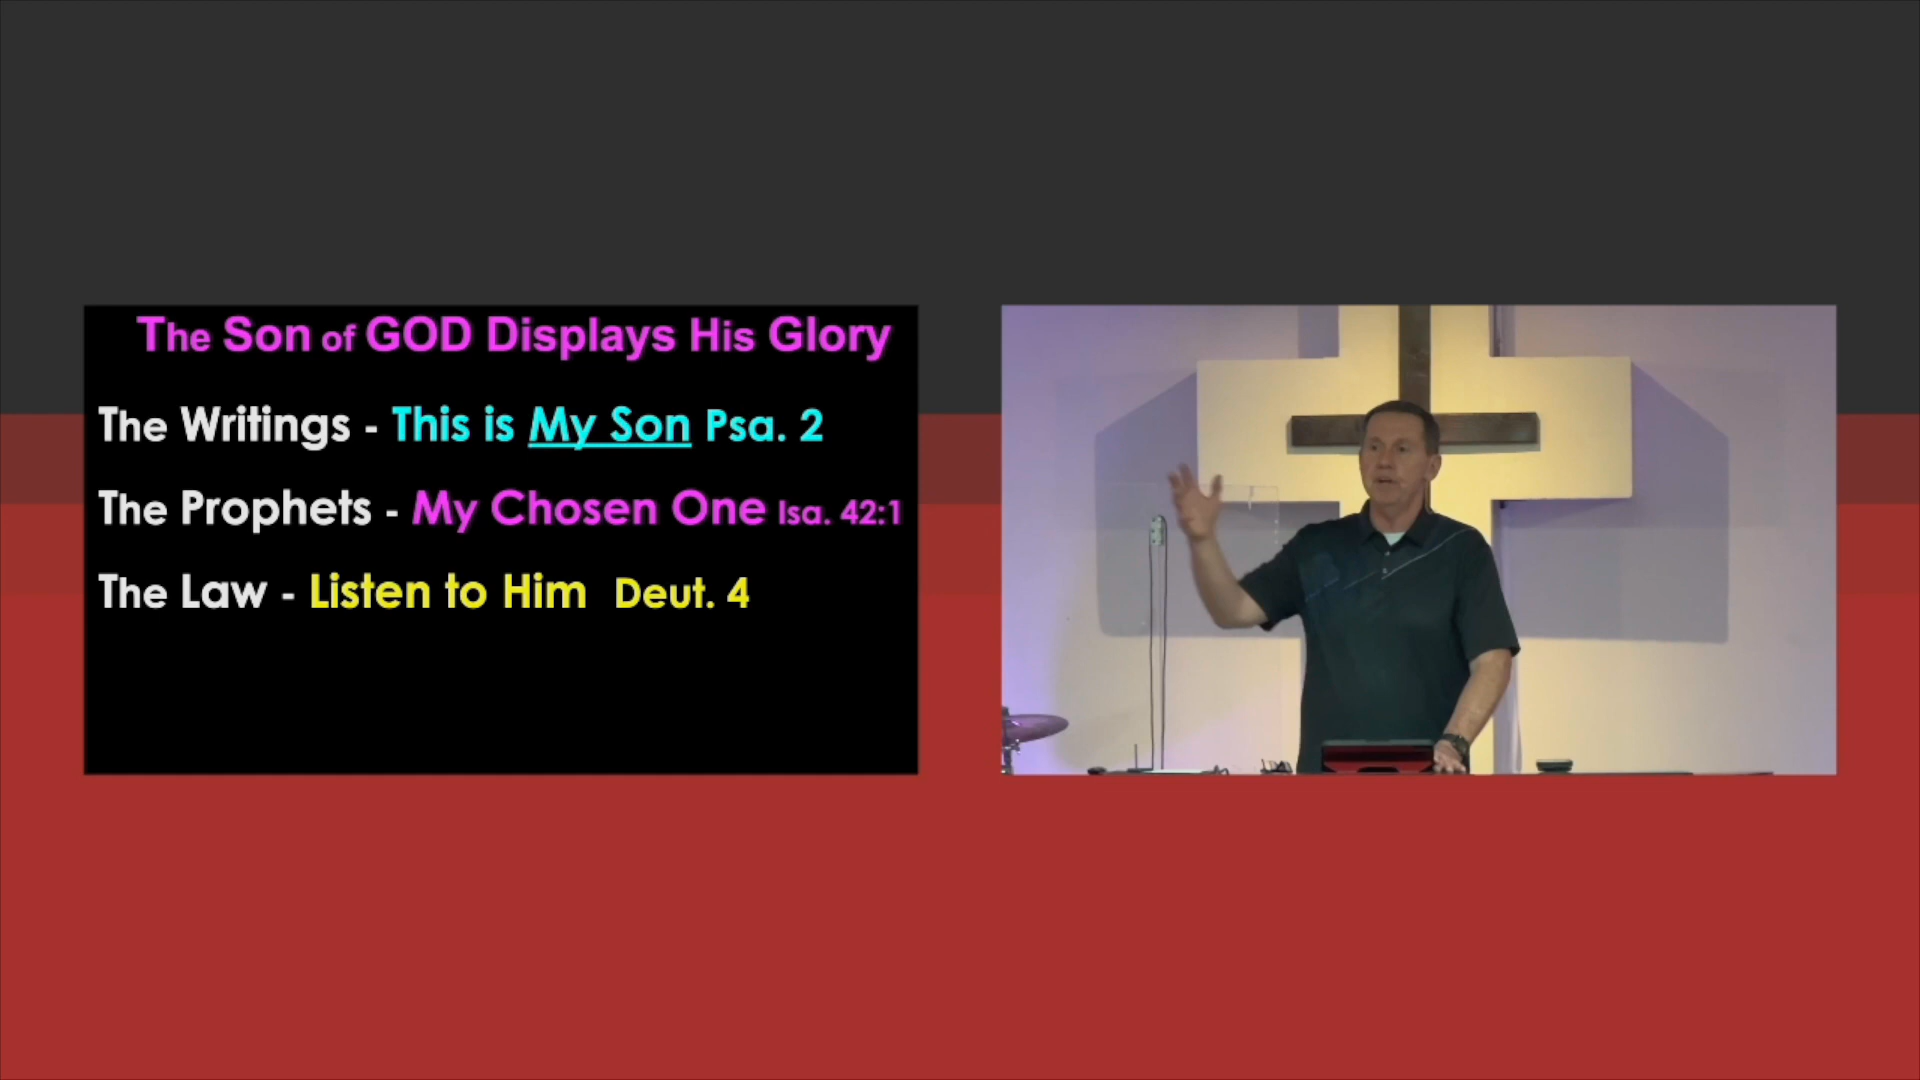 The Son of GOD Displays His Glory
The Writings - This is My Son Psa. 2
The Prophets - My Chosen One Isa. 42:1
The Law - Listen to Him Deut. 4